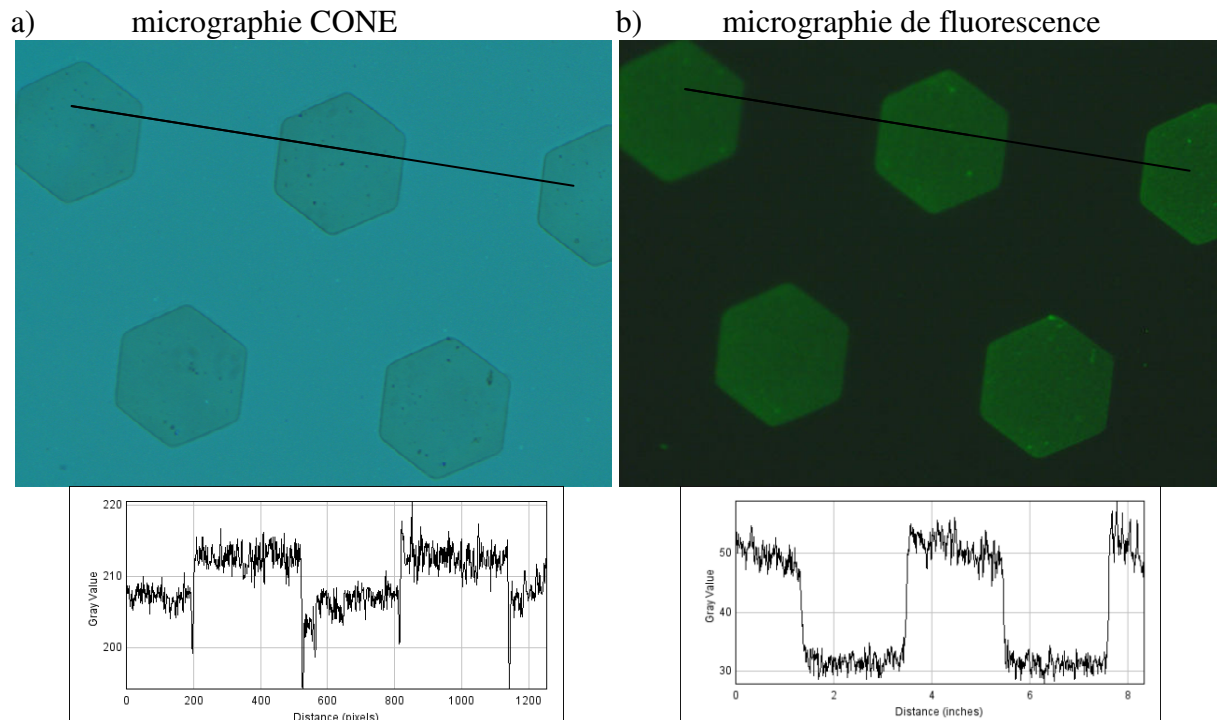 a) micrographie CONE
b) micrographie de fluorescence
220
210
200
Gray Value
0 200 400 600 800 1000 1200
Distance (pixels)
50
40
30
Gray Value
0 2 4 6 8
Distance (inches)